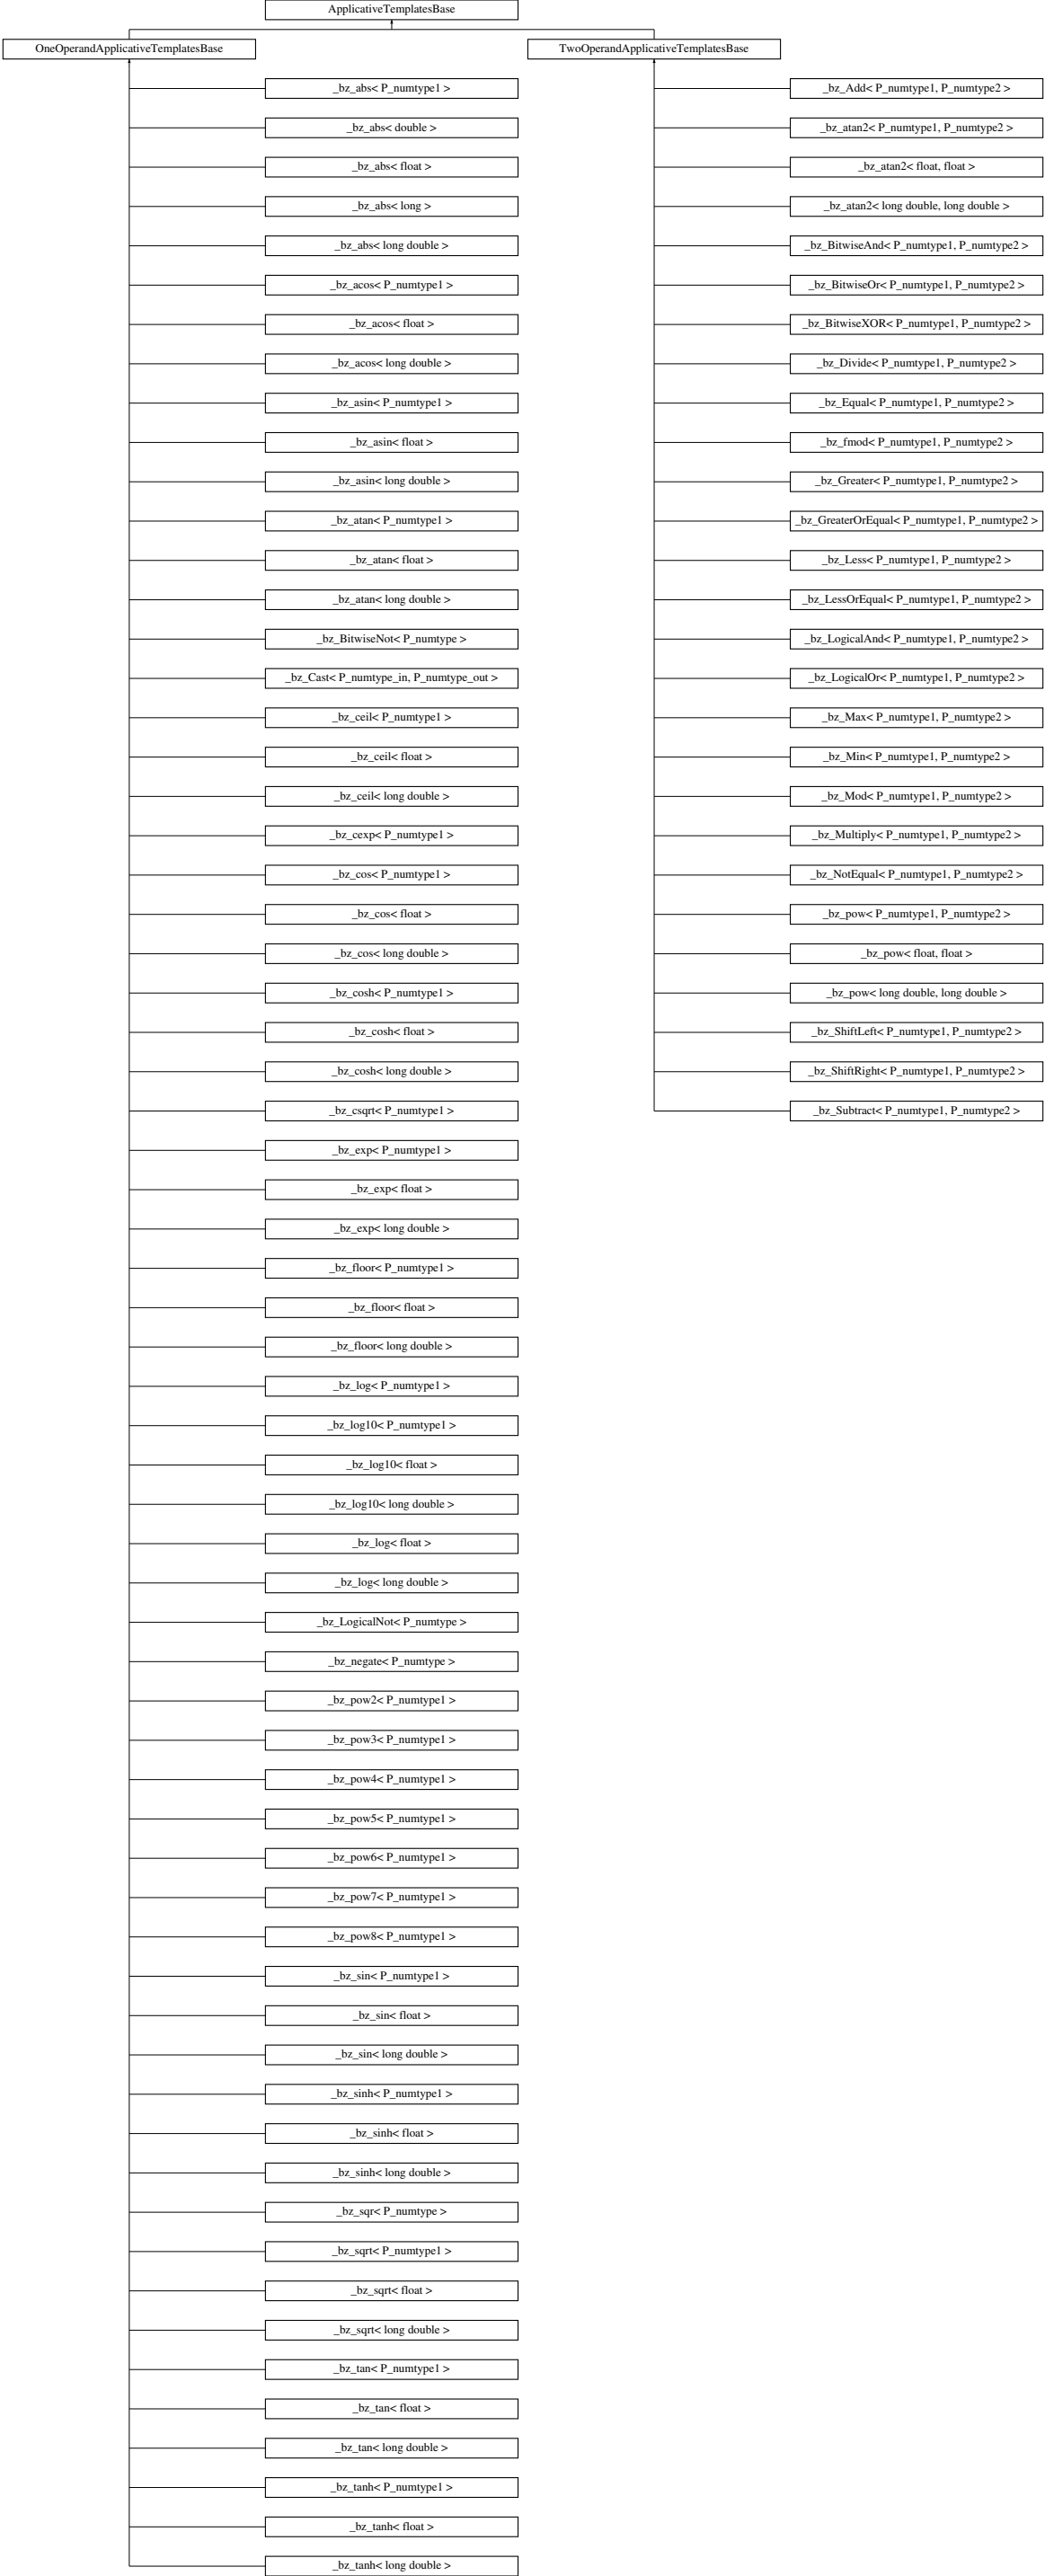 ApplicativeTemplatesBase
OneOperandApplicativeTemplatesBase
TwoOperandApplicativeTemplatesBase
_bz_abs< P_numtype1 >
_bz_abs< double >
_bz_abs< float >
_bz_abs< long >
_bz_abs< long double >
_bz_acos< P_numtype1 >
_bz_acos< float >
_bz_acos< long double >
_bz_asin< P_numtype1 >
_bz_asin< float >
_bz_asin< long double >
_bz_atan< P_numtype1 >
_bz_atan< float >
_bz_atan< long double >
_bz_BitwiseNot< P_numtype >
_bz_Cast< P_numtype_in, P_numtype_out >
_bz_ceil< P_numtype1 >
_bz_ceil< float >
_bz_ceil< long double >
_bz_cexp< P_numtype1 >
_bz_cos< P_numtype1 >
_bz_cos< float >
_bz_cos< long double >
_bz_cosh< P_numtype1 >
_bz_cosh< float >
_bz_cosh< long double >
_bz_csqrt< P_numtype1 >
_bz_exp< P_numtype1 >
_bz_exp< float >
_bz_exp< long double >
_bz_floor< P_numtype1 >
_bz_floor< float >
_bz_floor< long double >
_bz_log< P_numtype1 >
_bz_log10< P_numtype1 >
_bz_log10< float >
_bz_log10< long double >
_bz_log< float >
_bz_log< long double >
_bz_LogicalNot< P_numtype >
_bz_negate< P_numtype >
_bz_pow2< P_numtype1 >
_bz_pow3< P_numtype1 >
_bz_pow4< P_numtype1 >
_bz_pow5< P_numtype1 >
_bz_pow6< P_numtype1 >
_bz_pow7< P_numtype1 >
_bz_pow8< P_numtype1 >
_bz_sin< P_numtype1 >
_bz_sin< float >
_bz_sin< long double >
_bz_sinh< P_numtype1 >
_bz_sinh< float >
_bz_sinh< long double >
_bz_sqr< P_numtype >
_bz_sqrt< P_numtype1 >
_bz_sqrt< float >
_bz_sqrt< long double >
_bz_tan< P_numtype1 >
_bz_tan< float >
_bz_tan< long double >
_bz_tanh< P_numtype1 >
_bz_tanh< float >
_bz_tanh< long double >
_bz_Add< P_numtype1, P_numtype2 >
_bz_atan2< P_numtype1, P_numtype2 >
_bz_atan2< float, float >
_bz_atan2< long double, long double >
_bz_BitwiseAnd< P_numtype1, P_numtype2 >
_bz_BitwiseOr< P_numtype1, P_numtype2 >
_bz_BitwiseXOR< P_numtype1, P_numtype2 >
_bz_Divide< P_numtype1, P_numtype2 >
_bz_Equal< P_numtype1, P_numtype2 >
_bz_fmod< P_numtype1, P_numtype2 >
_bz_Greater< P_numtype1, P_numtype2 >
_bz_GreaterOrEqual< P_numtype1, P_numtype2 >
_bz_Less< P_numtype1, P_numtype2 >
_bz_LessOrEqual< P_numtype1, P_numtype2 >
_bz_LogicalAnd< P_numtype1, P_numtype2 >
_bz_LogicalOr< P_numtype1, P_numtype2 >
_bz_Max< P_numtype1, P_numtype2 >
_bz_Min< P_numtype1, P_numtype2 >
_bz_Mod< P_numtype1, P_numtype2 >
_bz_Multiply< P_numtype1, P_numtype2 >
_bz_NotEqual< P_numtype1, P_numtype2 >
_bz_pow< P_numtype1, P_numtype2 >
_bz_pow< float, float >
_bz_pow< long double, long double >
_bz_ShiftLeft< P_numtype1, P_numtype2 >
_bz_ShiftRight< P_numtype1, P_numtype2 >
_bz_Subtract< P_numtype1, P_numtype2 >